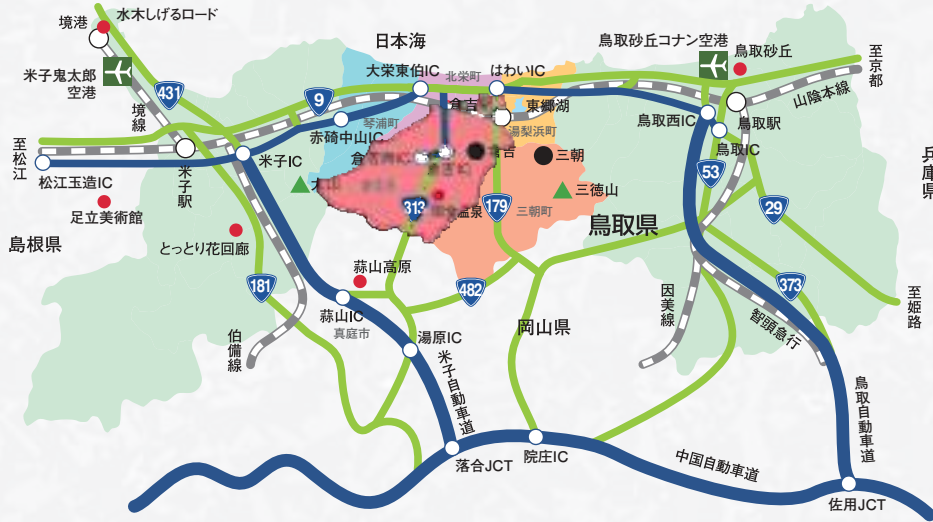 境港
水木しげるロード
日本海
鳥取砂丘コナン空港
鳥取砂丘
至京都
米子鬼太郎
空港
431
境線
9
大栄東伯IC
北栄町
はわいIC
倉吉
東郷湖
山陰本線
鳥取西IC
鳥取駅
琴浦町
赤碕中山IC
湯梨浜町
鳥取IC
至松江
松江玉造IC
米子駅
米子IC
倉吉
三朝
53
兵庫県
大山
三徳山
足立美術館
313
温泉
179
三朝町
鳥取県
29
島根県
とっとり花回廊
蒜山高原
181
482
373
因美線
至姫路
蒜山IC
真庭市
岡山県
智頭急行
伯備線
湯原IC
米子自動車道
鳥取自動車道
落合JCT
院庄IC
中国自動車道
佐用JCT